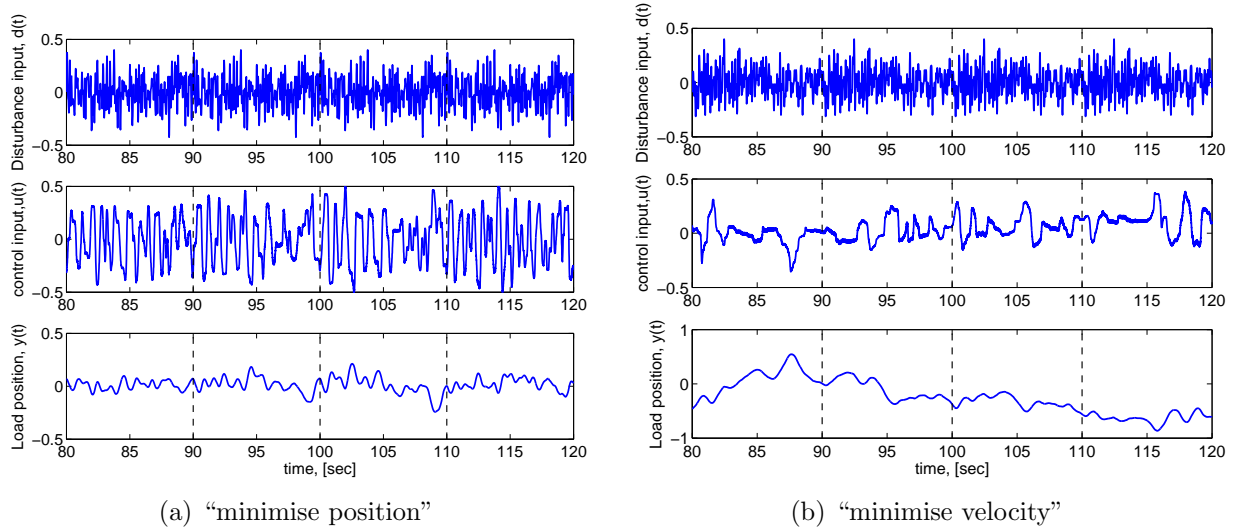 Disturbance input, d(t)
0.5
0
−0.5
80 85 90 95 100 105 110 115 120
control input,u(t)
0.5
0
−0.5
80 85 90 95 100 105 110 115 120
Load position, y(t)
0.5
0
−0.5
80 85 90 95 100 105 110 115 120
time, [sec]
(a) “minimise position”
Disturbance input, d(t)
0.5
0
−0.5
80 85 90 95 100 105 110 115 120
control input,u(t)
0.5
0
−0.5
80 85 90 95 100 105 110 115 120
Load position, y(t)
1
0
−1
80 85 90 95 100 105 110 115 120
time, [sec]
(b) “minimise velocity”